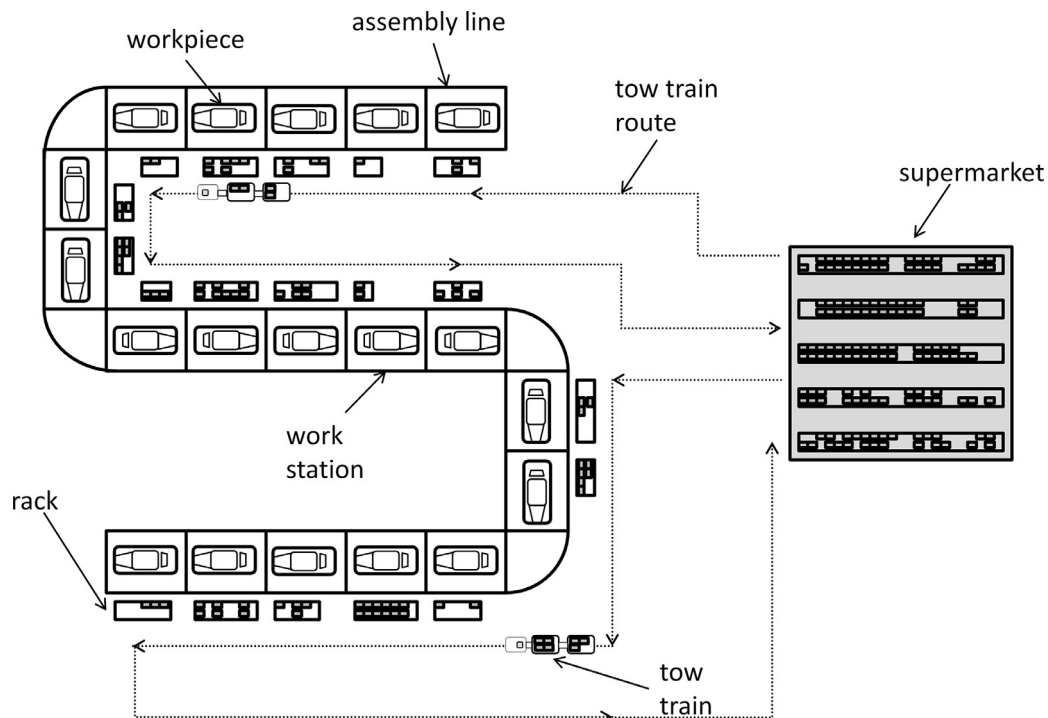 assembly line
workpiece
tow train
route
supermarket
work
station
rack
tow
train